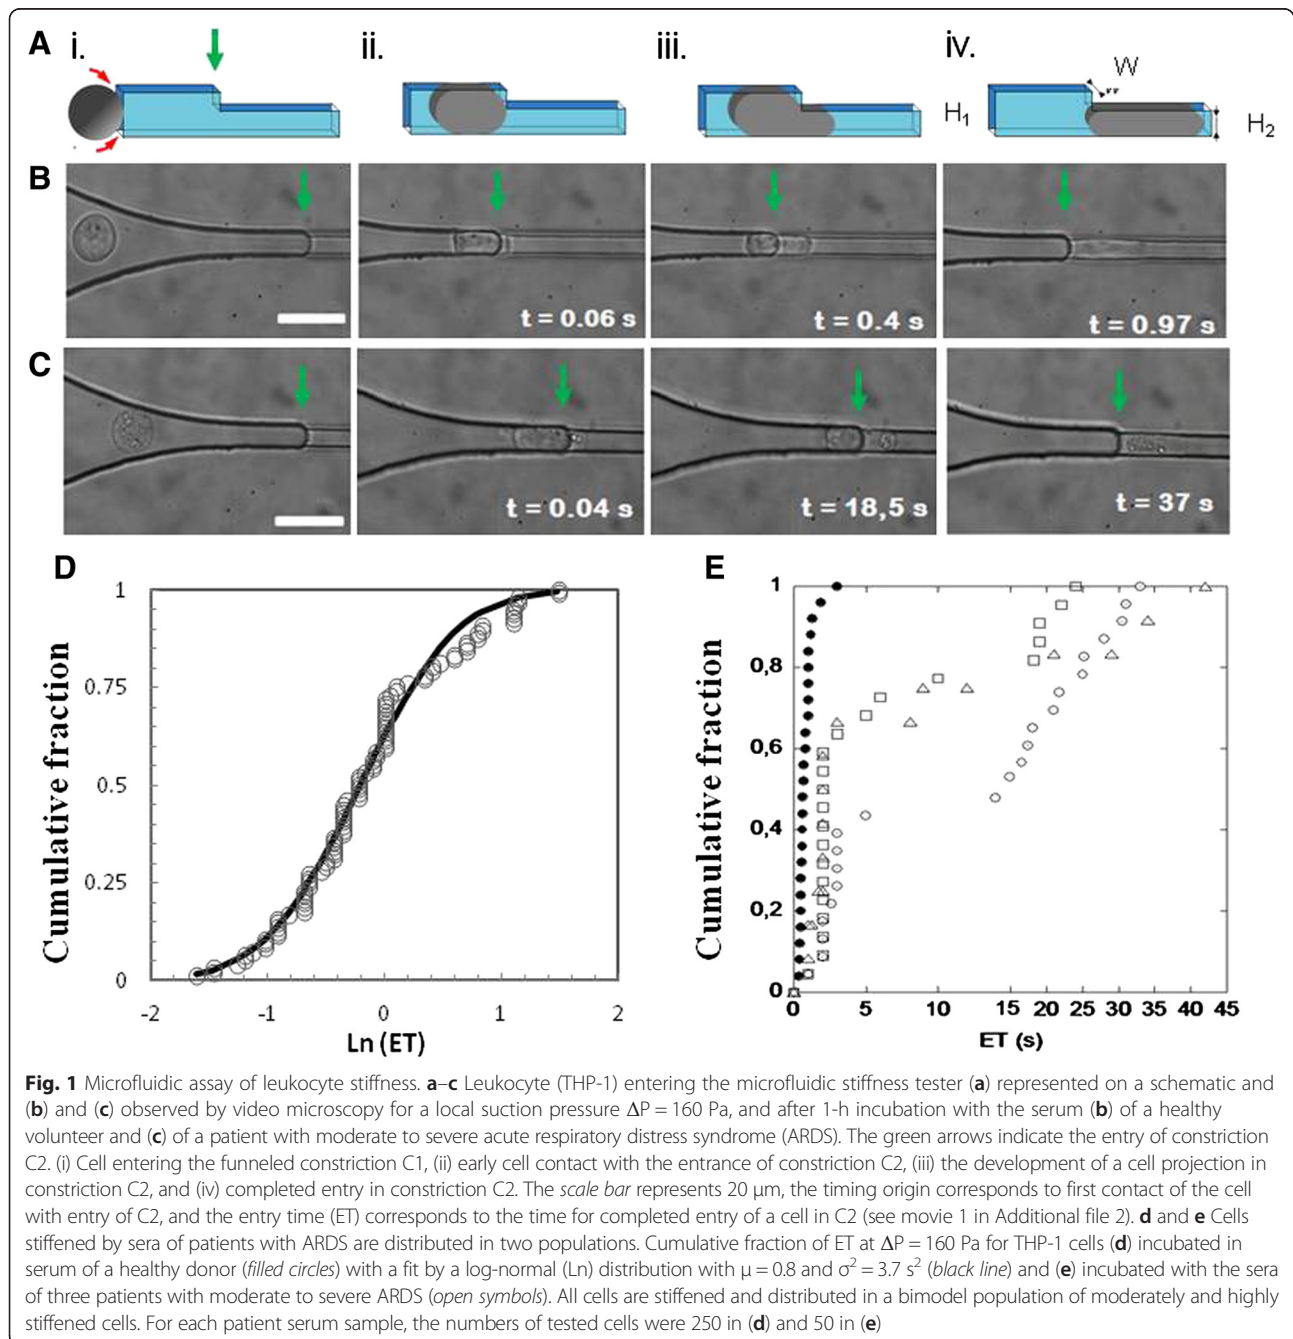 A
i.
ii.
iii.
iv.
W
H1
H2
B
t = 0.06 s
t = 0.4 s
t = 0.97 s
C
t = 0.04 s
t = 18,5 s
t = 37 s
D
Cumulative fraction
1
0.75
0.5
0.25
0
-2 -1 0 1 2
Ln (ET)
E
Cumulative fraction
1
0,8
0,6
0,4
0,2
0
0 5 10 15 20 25 30 35 40 45
ET (s)
Fig. 1 Microfluidic assay of leukocyte stiffness. a–c Leukocyte (THP-1) entering the microfluidic stiffness tester (a) represented on a schematic and
(b) and (c) observed by video microscopy for a local suction pressure ΔP = 160 Pa, and after 1-h incubation with the serum (b) of a healthy
volunteer and (c) of a patient with moderate to severe acute respiratory distress syndrome (ARDS). The green arrows indicate the entry of constriction
C2. (i) Cell entering the funneled constriction C1, (ii) early cell contact with the entrance of constriction C2, (iii) the development of a cell projection in
constriction C2, and (iv) completed entry in constriction C2. The scale bar represents 20 μm, the timing origin corresponds to first contact of the cell
with entry of C2, and the entry time (ET) corresponds to the time for completed entry of a cell in C2 (see movie 1 in Additional file 2). d and e Cells
stiffened by sera of patients with ARDS are distributed in two populations. Cumulative fraction of ET at ΔP = 160 Pa for THP-1 cells (d) incubated in
serum of a healthy donor (filled circles) with a fit by a log-normal (Ln) distribution with μ = 0.8 and σ² = 3.7 s² (black line) and (e) incubated with the sera
of three patients with moderate to severe ARDS (open symbols). All cells are stiffened and distributed in a bimodel population of moderately and highly
stiffened cells. For each patient serum sample, the numbers of tested cells were 250 in (d) and 50 in (e)